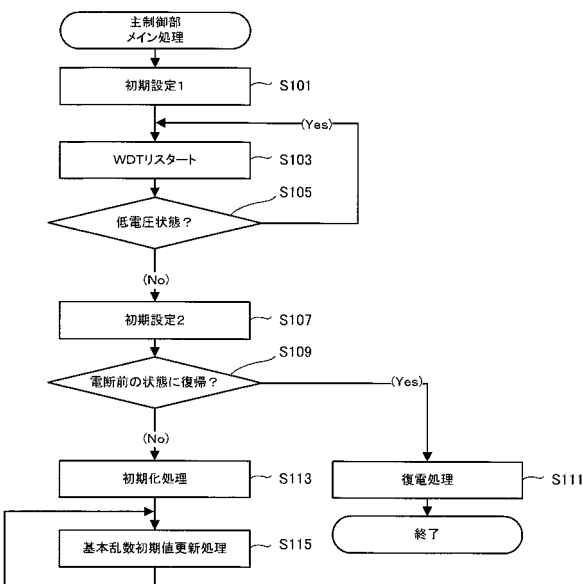 主制御部
メイン処理
初期設定1
S101
(Yes)
WDTリスタート
S103
S105
低電圧状態？
(No)
初期設定2
S107
S109
電断前の状態に復帰？
(Yes)
(No)
初期化処理
S113
復電処理
S111
終了
基本乱数初期値更新処理
S115